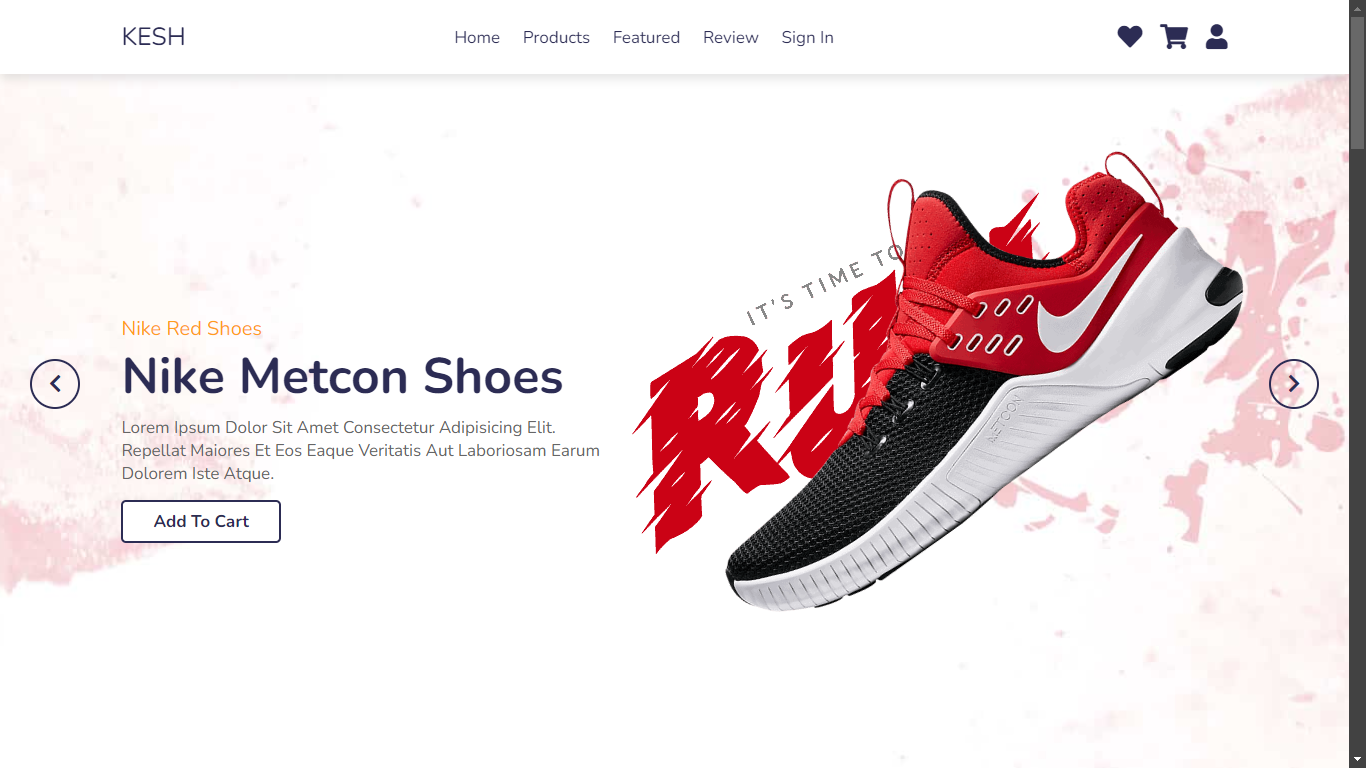 KESH
Home Products Featured Review Sign In
IT'S TIME TO
RU
METCON
Nike Red Shoes
Nike Metcon Shoes
Lorem Ipsum Dolor Sit Amet Consectetur Adipisicing Elit.
Repellat Maiores Et Eos Eaque Veritatis Aut Laboriosam Earum
Dolorem Iste Atque.
Add To Cart